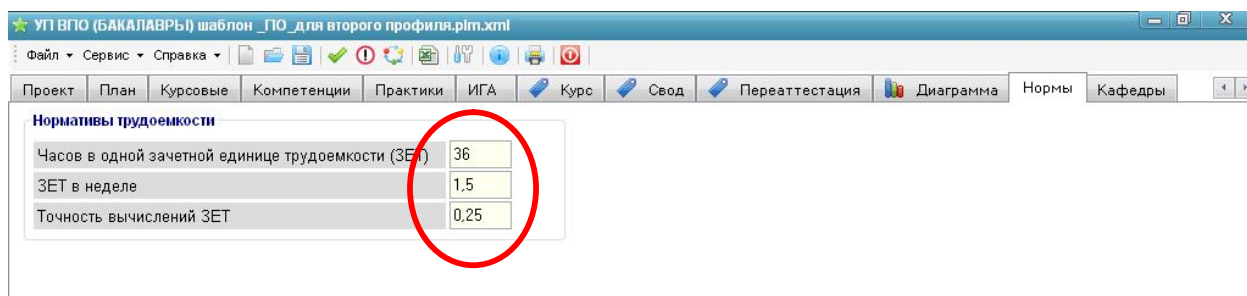 УП ВПО (БАКАЛАВРЫ) шаблон _ПО_для второго профиля.plm.xml
Файл Сервис Справка
Проект План Курсовые Компетенции Практики ИГА Курс Свод Переаттестация Диаграмма Нормы Кафедры
Нормативы трудоемкости
Часов в одной зачетной единице трудоемкости (ЗЕТ) 36
ЗЕТ в неделе 1,5
Точность вычислений ЗЕТ 0,25